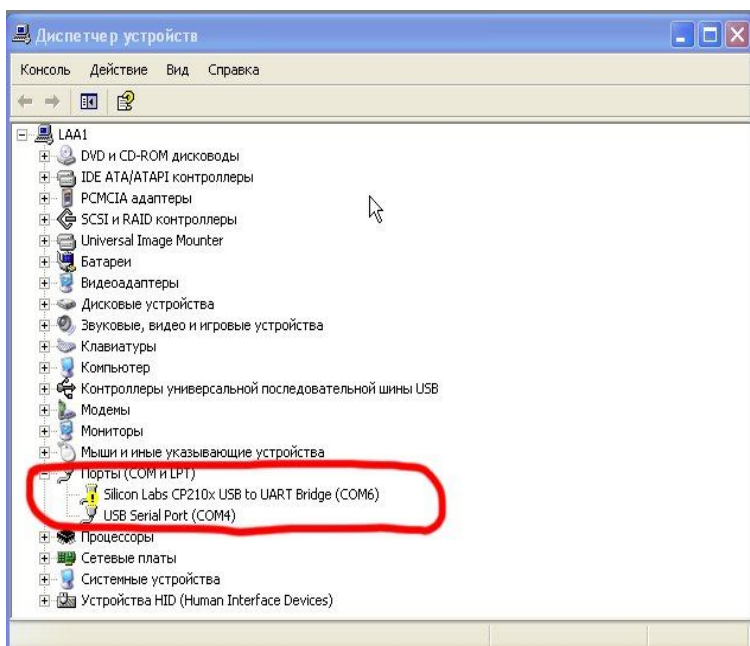 Диспетчер устройств
Консоль Действие Вид Справка
LAA1
DVD и CD-ROM дисководы
IDE ATA/ATAPI контроллеры
PCMCIA адаптеры
SCSI и RAID контроллеры
Universal Image Mounter
Батареи
Видеоадаптеры
Дисковые устройства
Звуковые, видео и игровые устройства
Клавиатуры
Компьютер
Контроллеры универсальной последовательной шины USB
Модемы
Мониторы
Мыши и иные указывающие устройства
Порты (COM и LPT)
Silicon Labs CP210x USB to UART Bridge (COM6)
USB Serial Port (COM4)
Процессоры
Сетевые платы
Системные устройства
Устройства HID (Human Interface Devices)